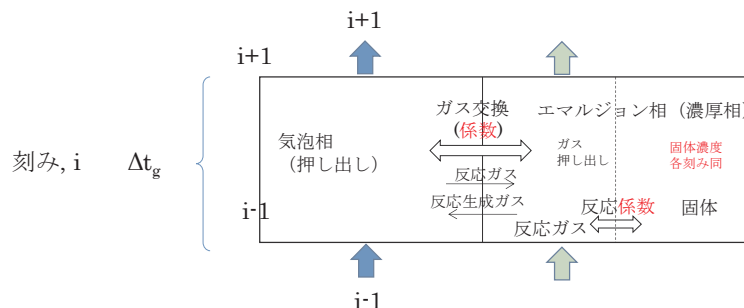 i+1
i+1
ガス交換
(係数)
エマルジョン相（濃厚相）
気泡相
（押し出し）
ガス
押し出し
固体濃度
各刻み同
刻み, i
Δtg
反応ガス
反応生成ガス
i-1
反応係数
固体
反応ガス
i-1